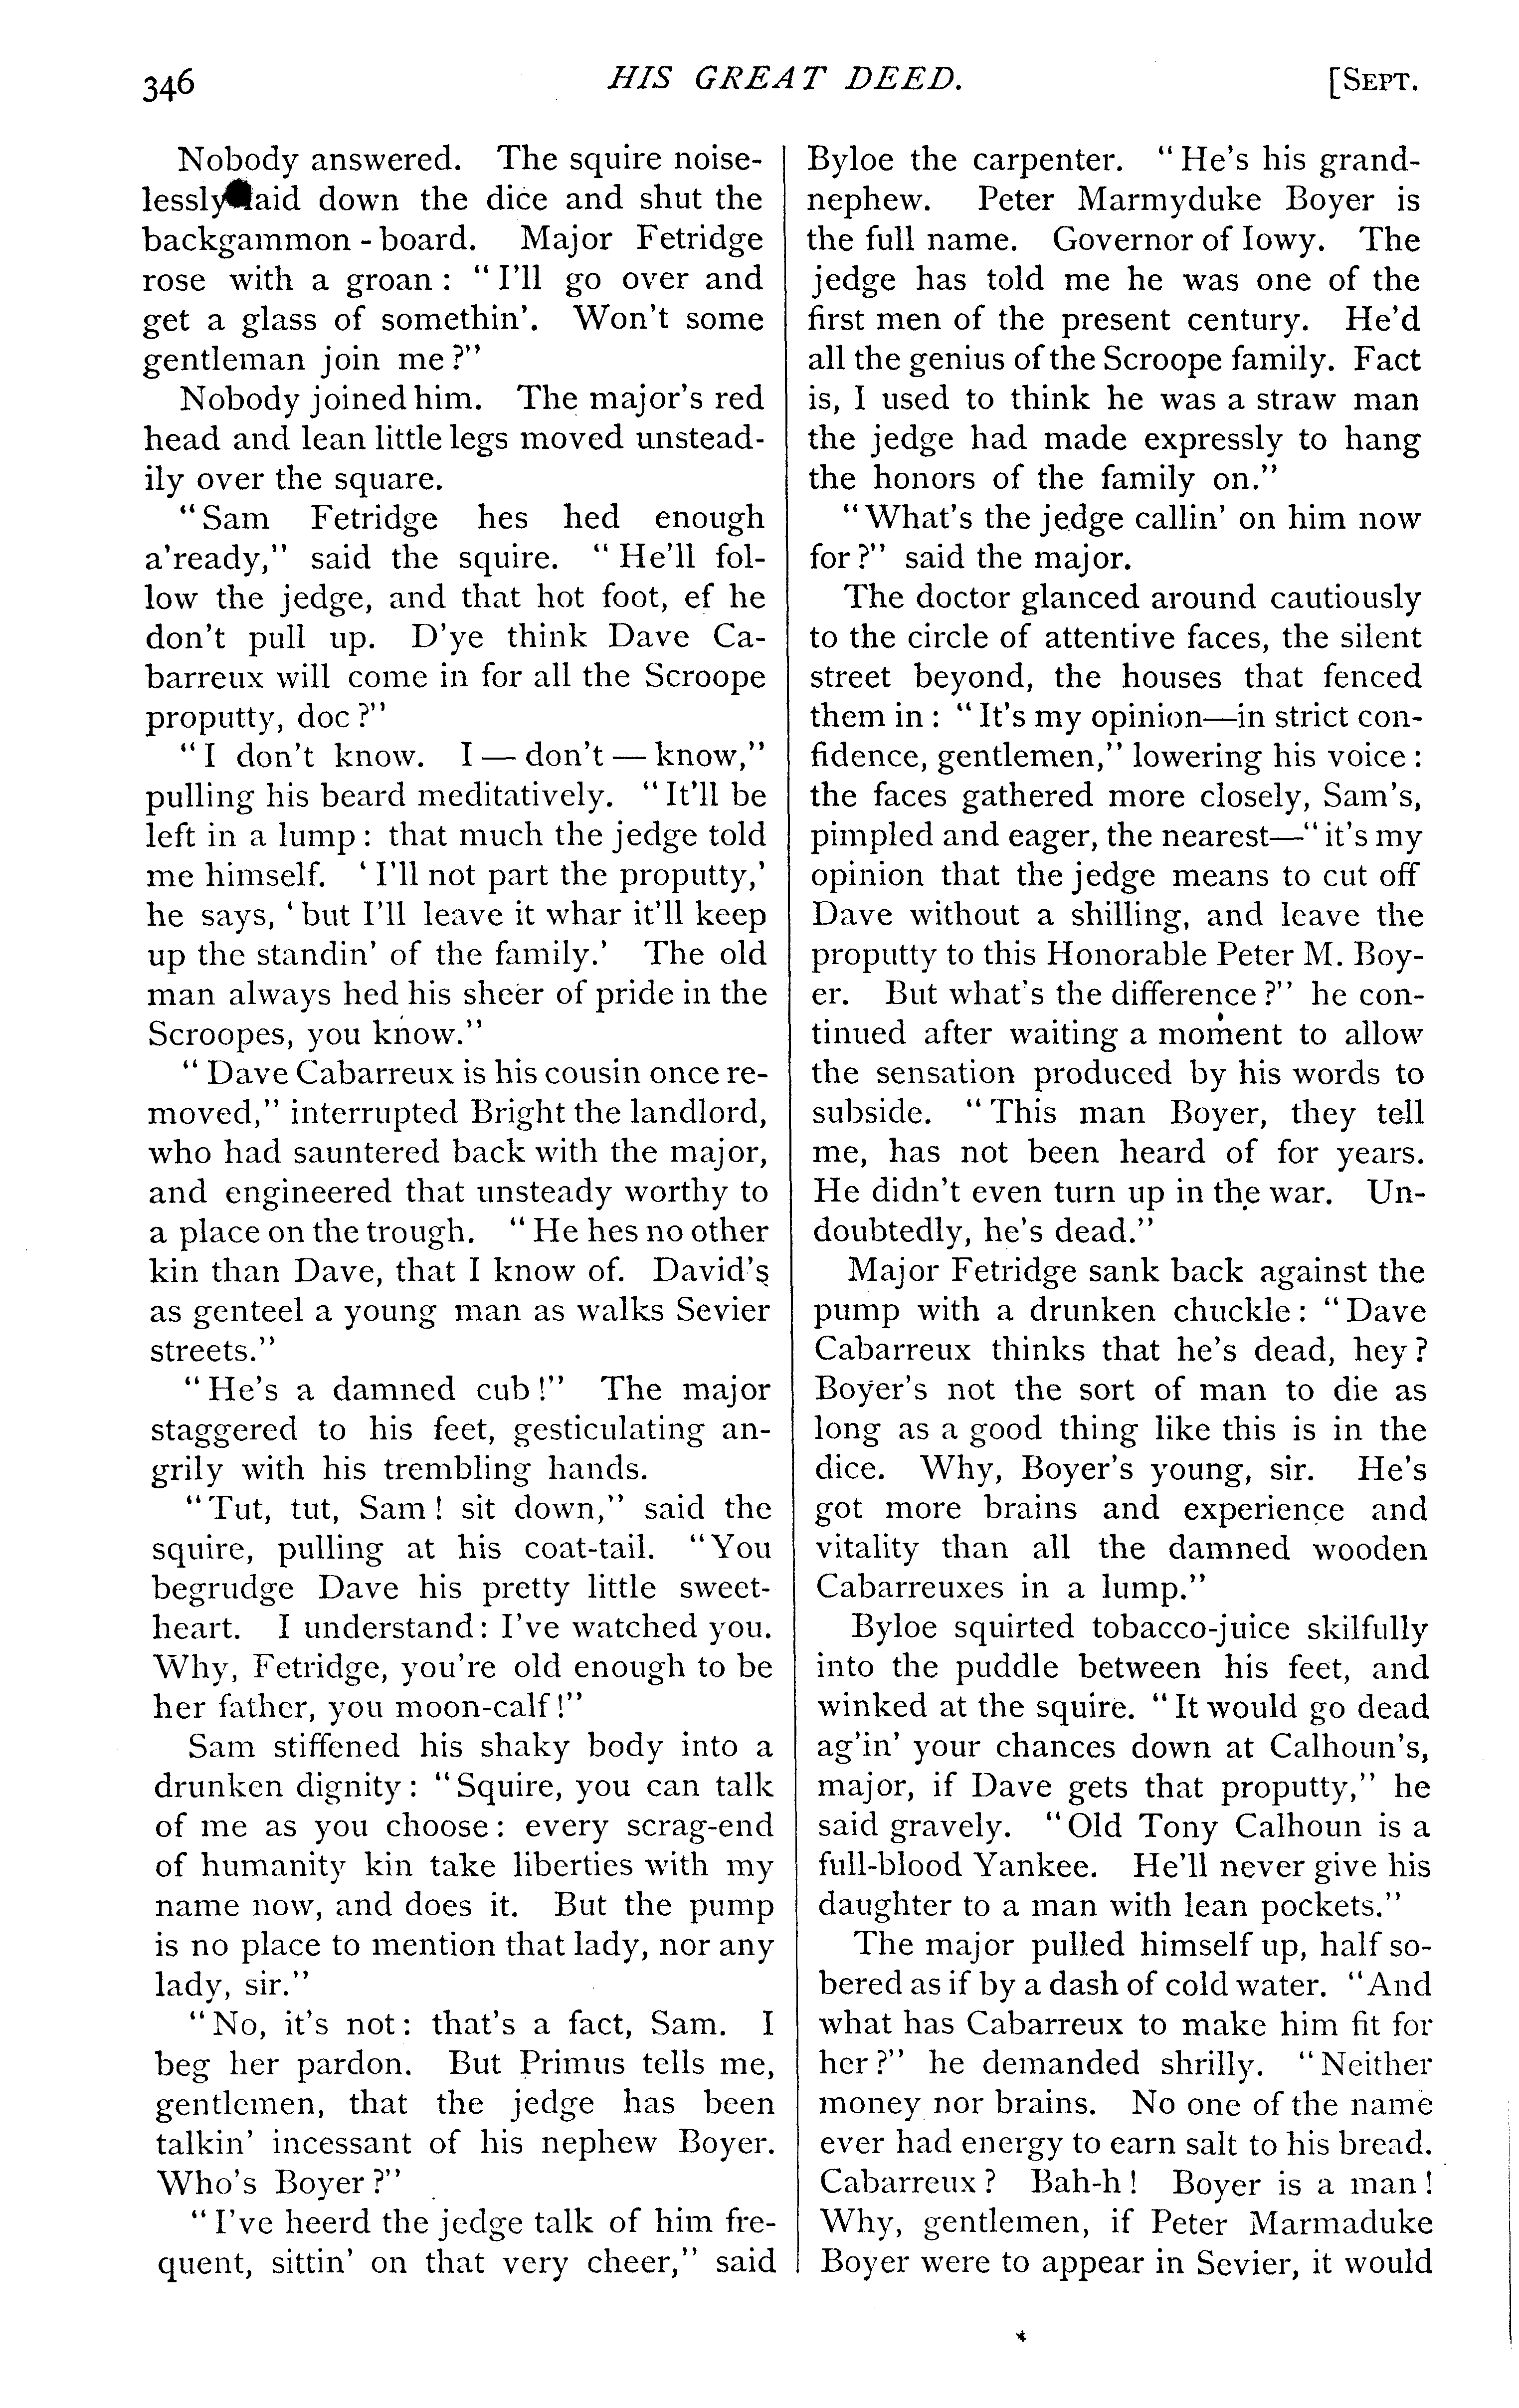 346
HIS GREAT DEED.
[SEPT.
Nobody answered. The squire noise-
lessly laid down the dice and shut the
backgammon-board. Major Fetridge
rose with a groan: "I'll go over and
get a glass of somethin'. Won't some
gentleman join me?"
Nobody joined him. The major's red
head and lean little legs moved unstead-
ily over the square.
"Sam Fetridge hes hed enough
a'ready," said the squire. "He'll fol-
low the jedge, and that hot foot, ef he
don't pull up. D'ye think Dave Ca-
barreux will come in for all the Scroope
proputty, doc?"
"I don't know. I—don't—know,"
pulling his beard meditatively. "It'll be
left in a lump: that much the jedge told
me himself. 'I'll not part the proputty,'
he says, 'but I'll leave it whar it'll keep
up the standin' of the family.' The old
man always hed his sheer of pride in the
Scroopes, you know."
"Dave Cabarreux is his cousin once re-
moved," interrupted Bright the landlord,
who had sauntered back with the major,
and engineered that unsteady worthy to
a place on the trough. "He hes no other
kin than Dave, that I know of. David's
as genteel a young man as walks Sevier
streets."
"He's a damned cub!" The major
staggered to his feet, gesticulating an-
grily with his trembling hands.
"Tut, tut, Sam! sit down," said the
squire, pulling at his coat-tail. "You
begrudge Dave his pretty little sweet-
heart. I understand: I've watched you.
Why, Fetridge, you're old enough to be
her father, you moon-calf!"
Sam stiffened his shaky body into a
drunken dignity: "Squire, you can talk
of me as you choose: every scrag-end
of humanity kin take liberties with my
name now, and does it. But the pump
is no place to mention that lady, nor any
lady, sir."
"No, it's not: that's a fact, Sam. I
beg her pardon. But Primus tells me,
gentlemen, that the jedge has been
talkin' incessant of his nephew Boyer.
Who's Boyer?"
"I've heerd the jedge talk of him fre-
quent, sittin' on that very cheer," said
Byloe the carpenter. "He's his grand-
nephew. Peter Marmyduke Boyer is
the full name. Governor of Iowy. The
jedge has told me he was one of the
first men of the present century. He'd
all the genius of the Scroope family. Fact
is, I used to think he was a straw man
the jedge had made expressly to hang
the honors of the family on."
"What's the jedge callin' on him now
for?" said the major.
The doctor glanced around cautiously
to the circle of attentive faces, the silent
street beyond, the houses that fenced
them in: "It's my opinion—in strict con-
fidence, gentlemen," lowering his voice:
the faces gathered more closely, Sam's,
pimpled and eager, the nearest—"it's my
opinion that the jedge means to cut off
Dave without a shilling, and leave the
proputty to this Honorable Peter M. Boy-
er. But what's the difference?" he con-
tinued after waiting a moment to allow
the sensation produced by his words to
subside. "This man Boyer, they tell
me, has not been heard of for years.
He didn't even turn up in the war. Un-
doubtedly, he's dead."
Major Fetridge sank back against the
pump with a drunken chuckle: "Dave
Cabarreux thinks that he's dead, hey?
Boyer's not the sort of man to die as
long as a good thing like this is in the
dice. Why, Boyer's young, sir. He's
got more brains and experience and
vitality than all the damned wooden
Cabarreuxes in a lump."
Byloe squirted tobacco-juice skilfully
into the puddle between his feet, and
winked at the squire. "It would go dead
ag'in' your chances down at Calhoun's,
major, if Dave gets that proputty," he
said gravely. "Old Tony Calhoun is a
full-blood Yankee. He'll never give his
daughter to a man with lean pockets."
The major pulled himself up, half so-
bered as if by a dash of cold water. "And
what has Cabarreux to make him fit for
her?" he demanded shrilly. "Neither
money nor brains. No one of the name
ever had energy to earn salt to his bread.
Cabarreux? Bah-h! Boyer is a man!
Why, gentlemen, if Peter Marmaduke
Boyer were to appear in Sevier, it would